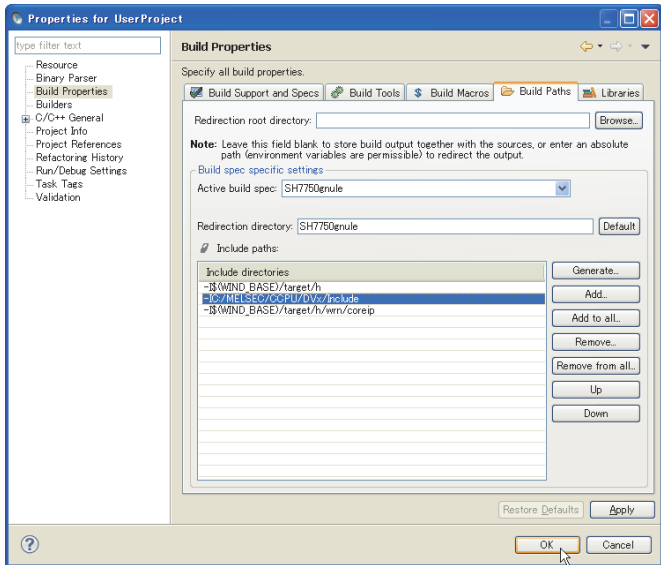 Properties for UserProject
type filter text
Resource
Binary Parser
Build Properties
Builders
C/C++ General
Project Info
Project References
Refactoring History
Run/Debug Settings
Task Tags
Validation
Build Properties
Specify all build properties.
Build Support and Specs
Build Tools
Build Macros
Build Paths
Libraries
Redirection root directory:
Browse...
Note: Leave this field blank to store build output together with the sources, or enter an absolute
path (environment variables are permissible) to redirect the output.
Build spec specific settings
Active build spec: SH7750gnule
Redirection directory: SH7750gnule
Default
Include paths:
Include directories
-I$(WIND_BASE)/target/h
-IC:/MELSEC/CCPU/DVx/Include
-I$(WIND_BASE)/target/h/wrn/coreip
Generate...
Add...
Add to all...
Remove...
Remove from all...
Up
Down
Restore Defaults
Apply
?
OK
Cancel